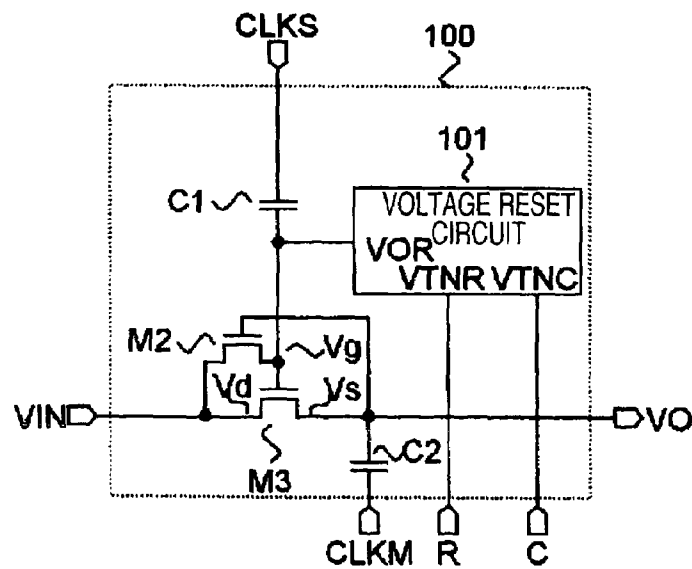 CLKS
100
101
C1
VOLTAGE RESET
CIRCUIT
VOR
VTNR VTNC
M2
Vg
Vd
Vs
VIN
VO
C2
M3
CLKM
R
C